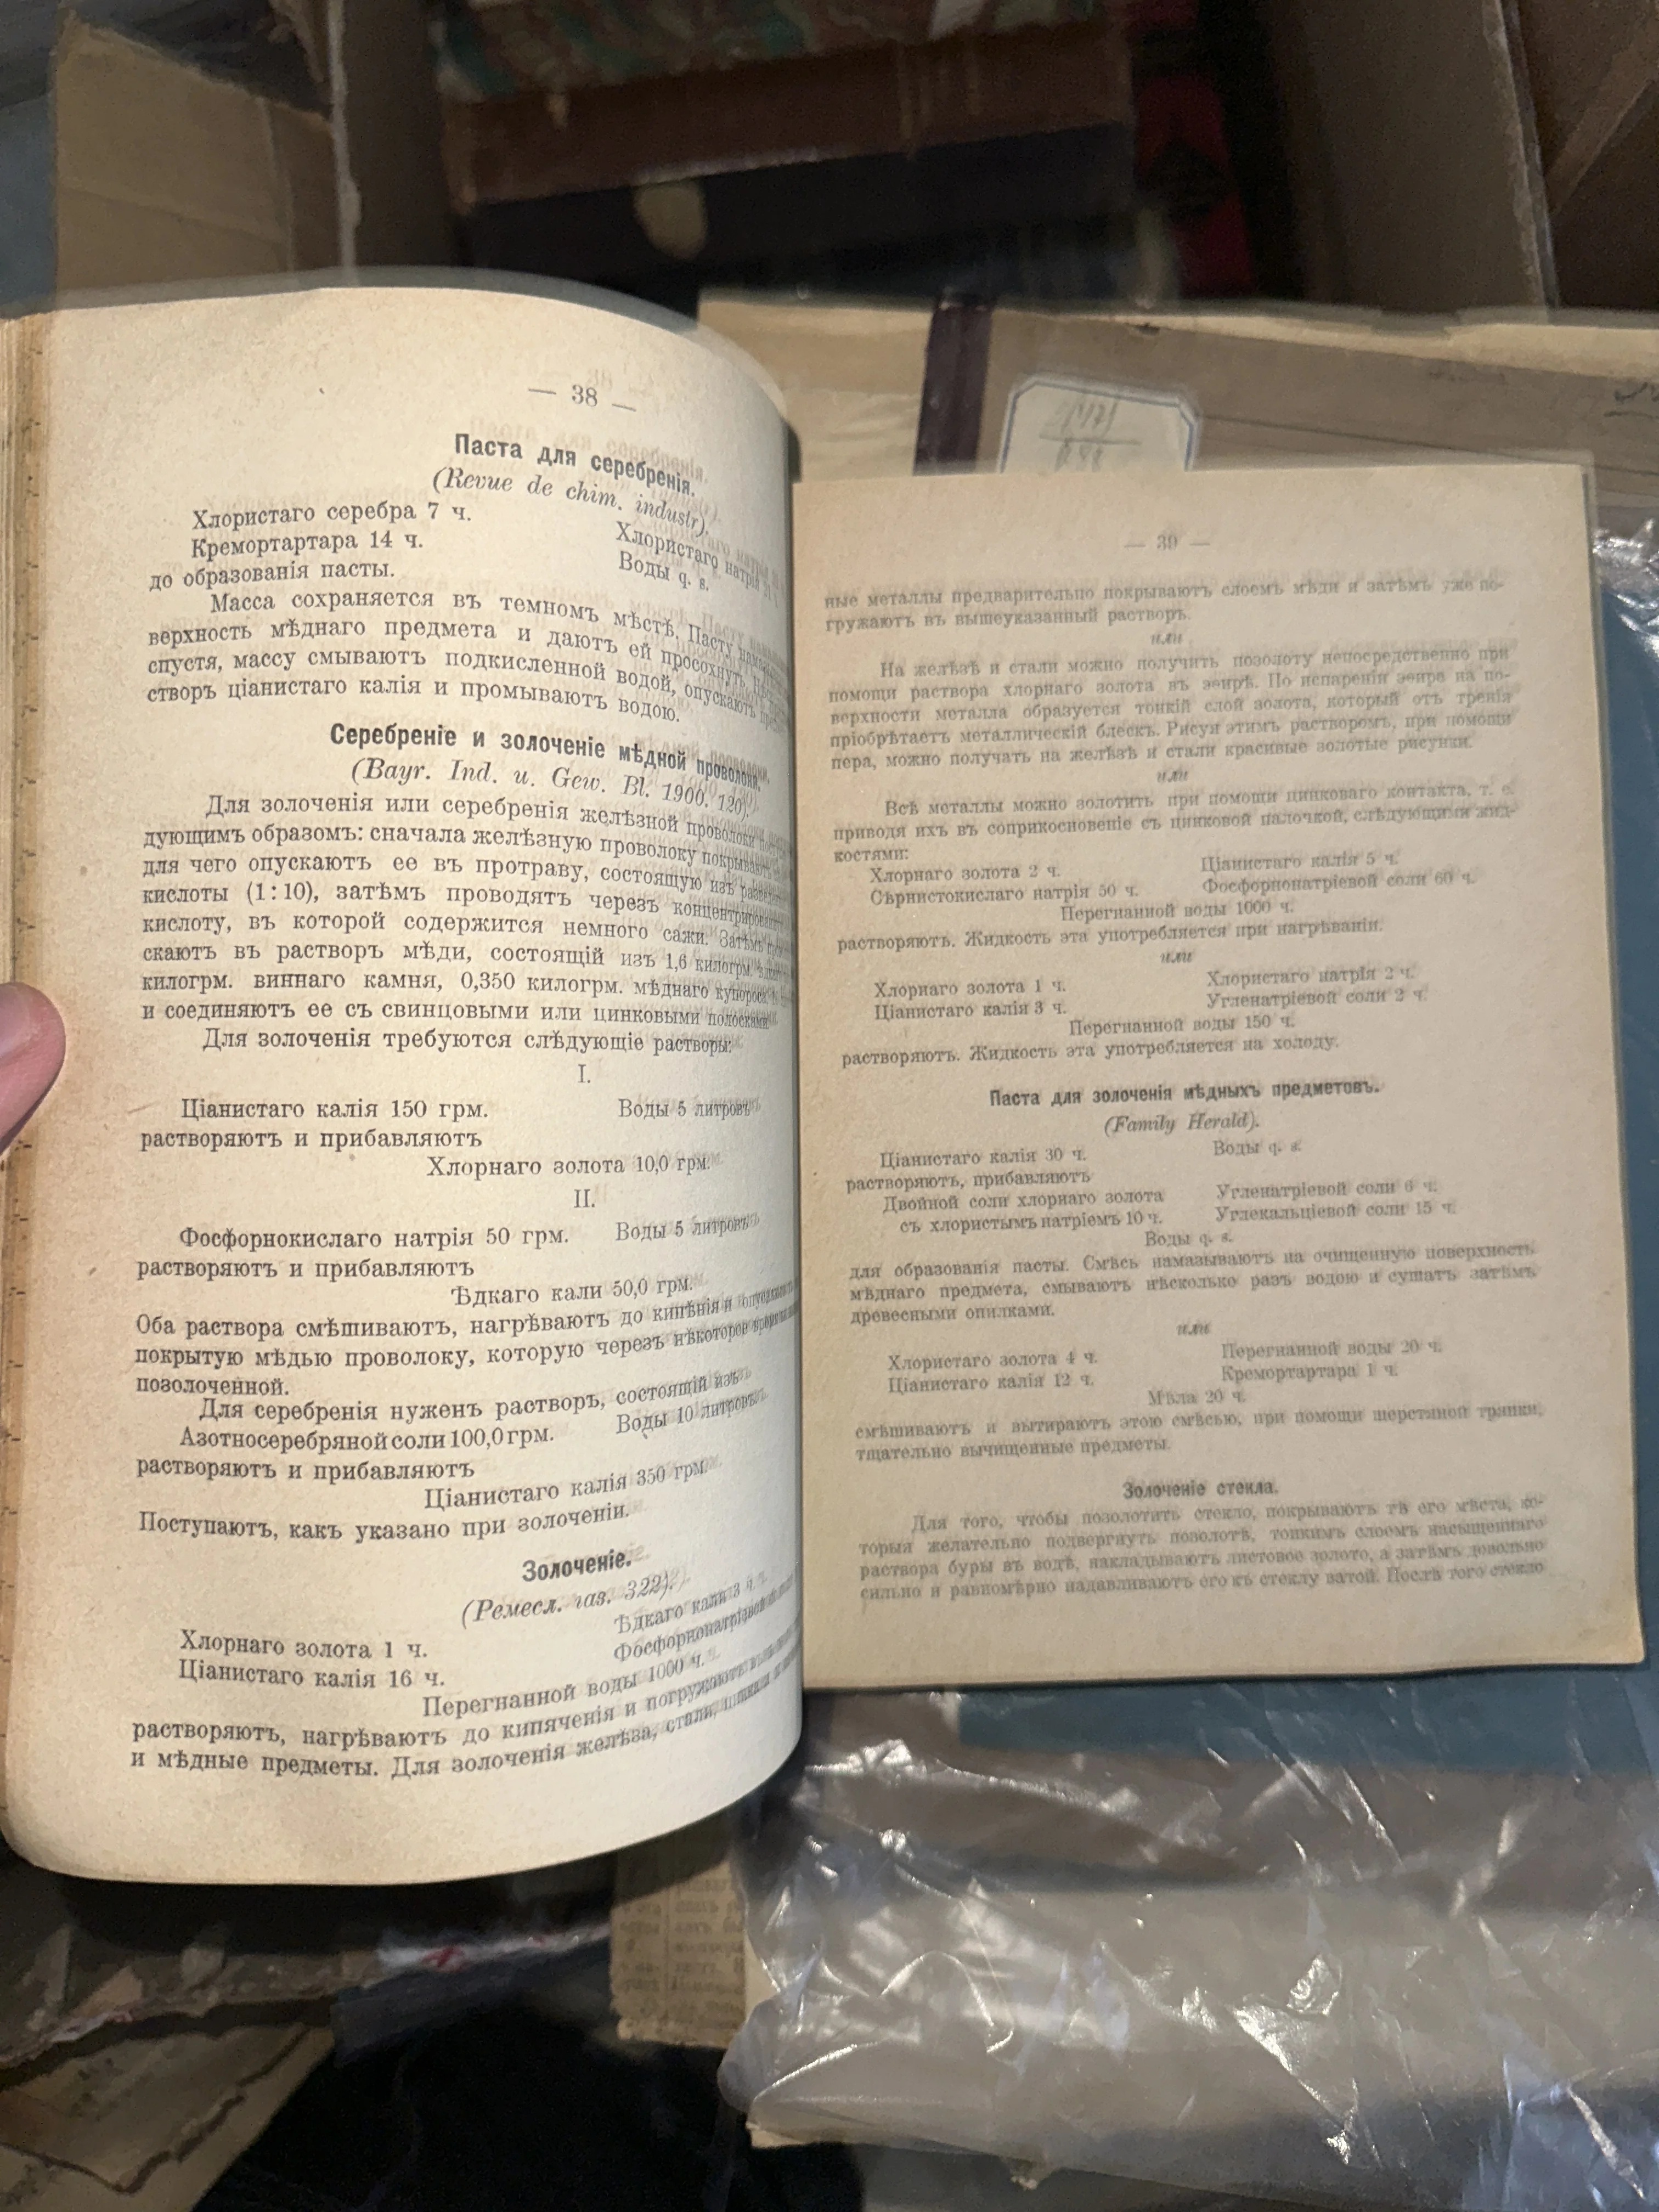 — 38 —
Паста для серебренія.
(Revue de chim. industr).
Хлористаго серебра 7 ч.
Хлористаго натрія
Кремортартара 14 ч.
Воды q. s.
до образованія пасты.
Масса сохраняется въ темномъ мѣстѣ. Пасту
верхность мѣднаго предмета и даютъ ей просохнуть.
спустя, массу смываютъ подкисленной водой, опускаютъ
створъ ціанистаго калія и промываютъ водою.
Серебреніе и золоченіе мѣдной проволоки.
(Bayr. Ind. u. Gew. Bl. 1900. 120).
Для золоченія или серебренія желѣзной проволоки
дующимъ образомъ: сначала желѣзную проволоку покрываютъ
для чего опускаютъ ее въ протраву, состоящую изъ
кислоты (1:10), затѣмъ проводятъ черезъ
кислоту, въ которой содержится немного сажи. Затѣмъ
скаютъ въ растворъ мѣди, состоящій изъ 1,6 килогрм.
килогрм. виннаго камня, 0,350 килогрм. мѣднаго купороса
и соединяютъ ее съ свинцовыми или цинковыми полосками.
Для золоченія требуются слѣдующіе растворы:
I.
Ціанистаго калія 150 грм.
Воды 5 литровъ
растворяютъ и прибавляютъ
Хлорнаго золота 10,0 грм.
II.
Фосфорнокислаго натрія 50 грм.
Воды 5 литровъ
растворяютъ и прибавляютъ
Ѣдкаго кали 50,0 грм.
Оба раствора смѣшиваютъ, нагрѣваютъ до кипѣнія и
покрытую мѣдью проволоку, которую черезъ нѣкоторое
позолоченной.
Для серебренія нуженъ растворъ, состоящій изъ
Азотносеребряной соли 100,0 грм.
Воды 10 литровъ
растворяютъ и прибавляютъ
Ціанистаго калія 350 грм.
Поступаютъ, какъ указано при золоченіи.
Золоченіе.
(Ремесл. газ. 322).
Хлорнаго золота 1 ч.
Ѣдкаго кали 3 ч.
Ціанистаго калія 16 ч.
Фосфорнонатріевой
Перегнанной воды 1000 ч.
растворяютъ, нагрѣваютъ до кипяченія и погружаютъ
и мѣдные предметы. Для золоченія желѣза, стали,
— 39 —
ные металлы предварительно покрываютъ слоемъ мѣди и затѣмъ уже по-
гружаютъ въ вышеуказанный растворъ.
или
На желѣзѣ и стали можно получить позолоту непосредственно при
помощи раствора хлорнаго золота въ эѳирѣ. По испареніи эѳира на по-
верхности металла образуется тонкій слой золота, который отъ тренія
пріобрѣтаетъ металлическій блескъ. Рисуя этимъ растворомъ, при помощи
пера, можно получать на желѣзѣ и стали красивые золотые рисунки.
или
Всѣ металлы можно золотить при помощи цинковаго контакта, т. е.
приводя ихъ въ соприкосновеніе съ цинковой палочкой, слѣдующими жид-
костями:
Хлорнаго золота 2 ч.
Ціанистаго калія 5 ч.
Сѣрнистокислаго натрія 50 ч.
Фосфорнонатріевой соли 60 ч.
Перегнанной воды 1000 ч.
растворяютъ. Жидкость эта употребляется при нагрѣваніи.
или
Хлорнаго золота 1 ч.
Хлористаго натрія 2 ч.
Ціанистаго калія 3 ч.
Угленатріевой соли 2 ч.
Перегнанной воды 150 ч.
растворяютъ. Жидкость эта употребляется на холоду.
Паста для золоченія мѣдныхъ предметовъ.
(Family Herald).
Ціанистаго калія 30 ч.
Воды q. s.
растворяютъ, прибавляютъ
Двойной соли хлорнаго золота
Угленатріевой соли 6 ч.
съ хлористымъ натріемъ 10 ч.
Углекальціевой соли 15 ч.
Воды q. s.
для образованія пасты. Смѣсь намазываютъ на очищенную поверхность
мѣднаго предмета, смываютъ нѣсколько разъ водою и сушатъ затѣмъ
древесными опилками.
или
Хлористаго золота 4 ч.
Перегнанной воды 20 ч.
Ціанистаго калія 12 ч.
Кремортартара 1 ч.
Мѣла 20 ч.
смѣшиваютъ и вытираютъ этою смѣсью, при помощи шерстяной тряпки,
тщательно вычищенные предметы.
Золоченіе стекла.
Для того, чтобы позолотить стекло, покрываютъ тѣ его мѣста, ко-
торыя желательно подвергнуть позолотѣ, тонкимъ слоемъ насыщеннаго
раствора буры въ водѣ, накладываютъ листовое золото, а затѣмъ довольно
сильно и равномѣрно надавливаютъ его къ стеклу ватой. Послѣ того стекло